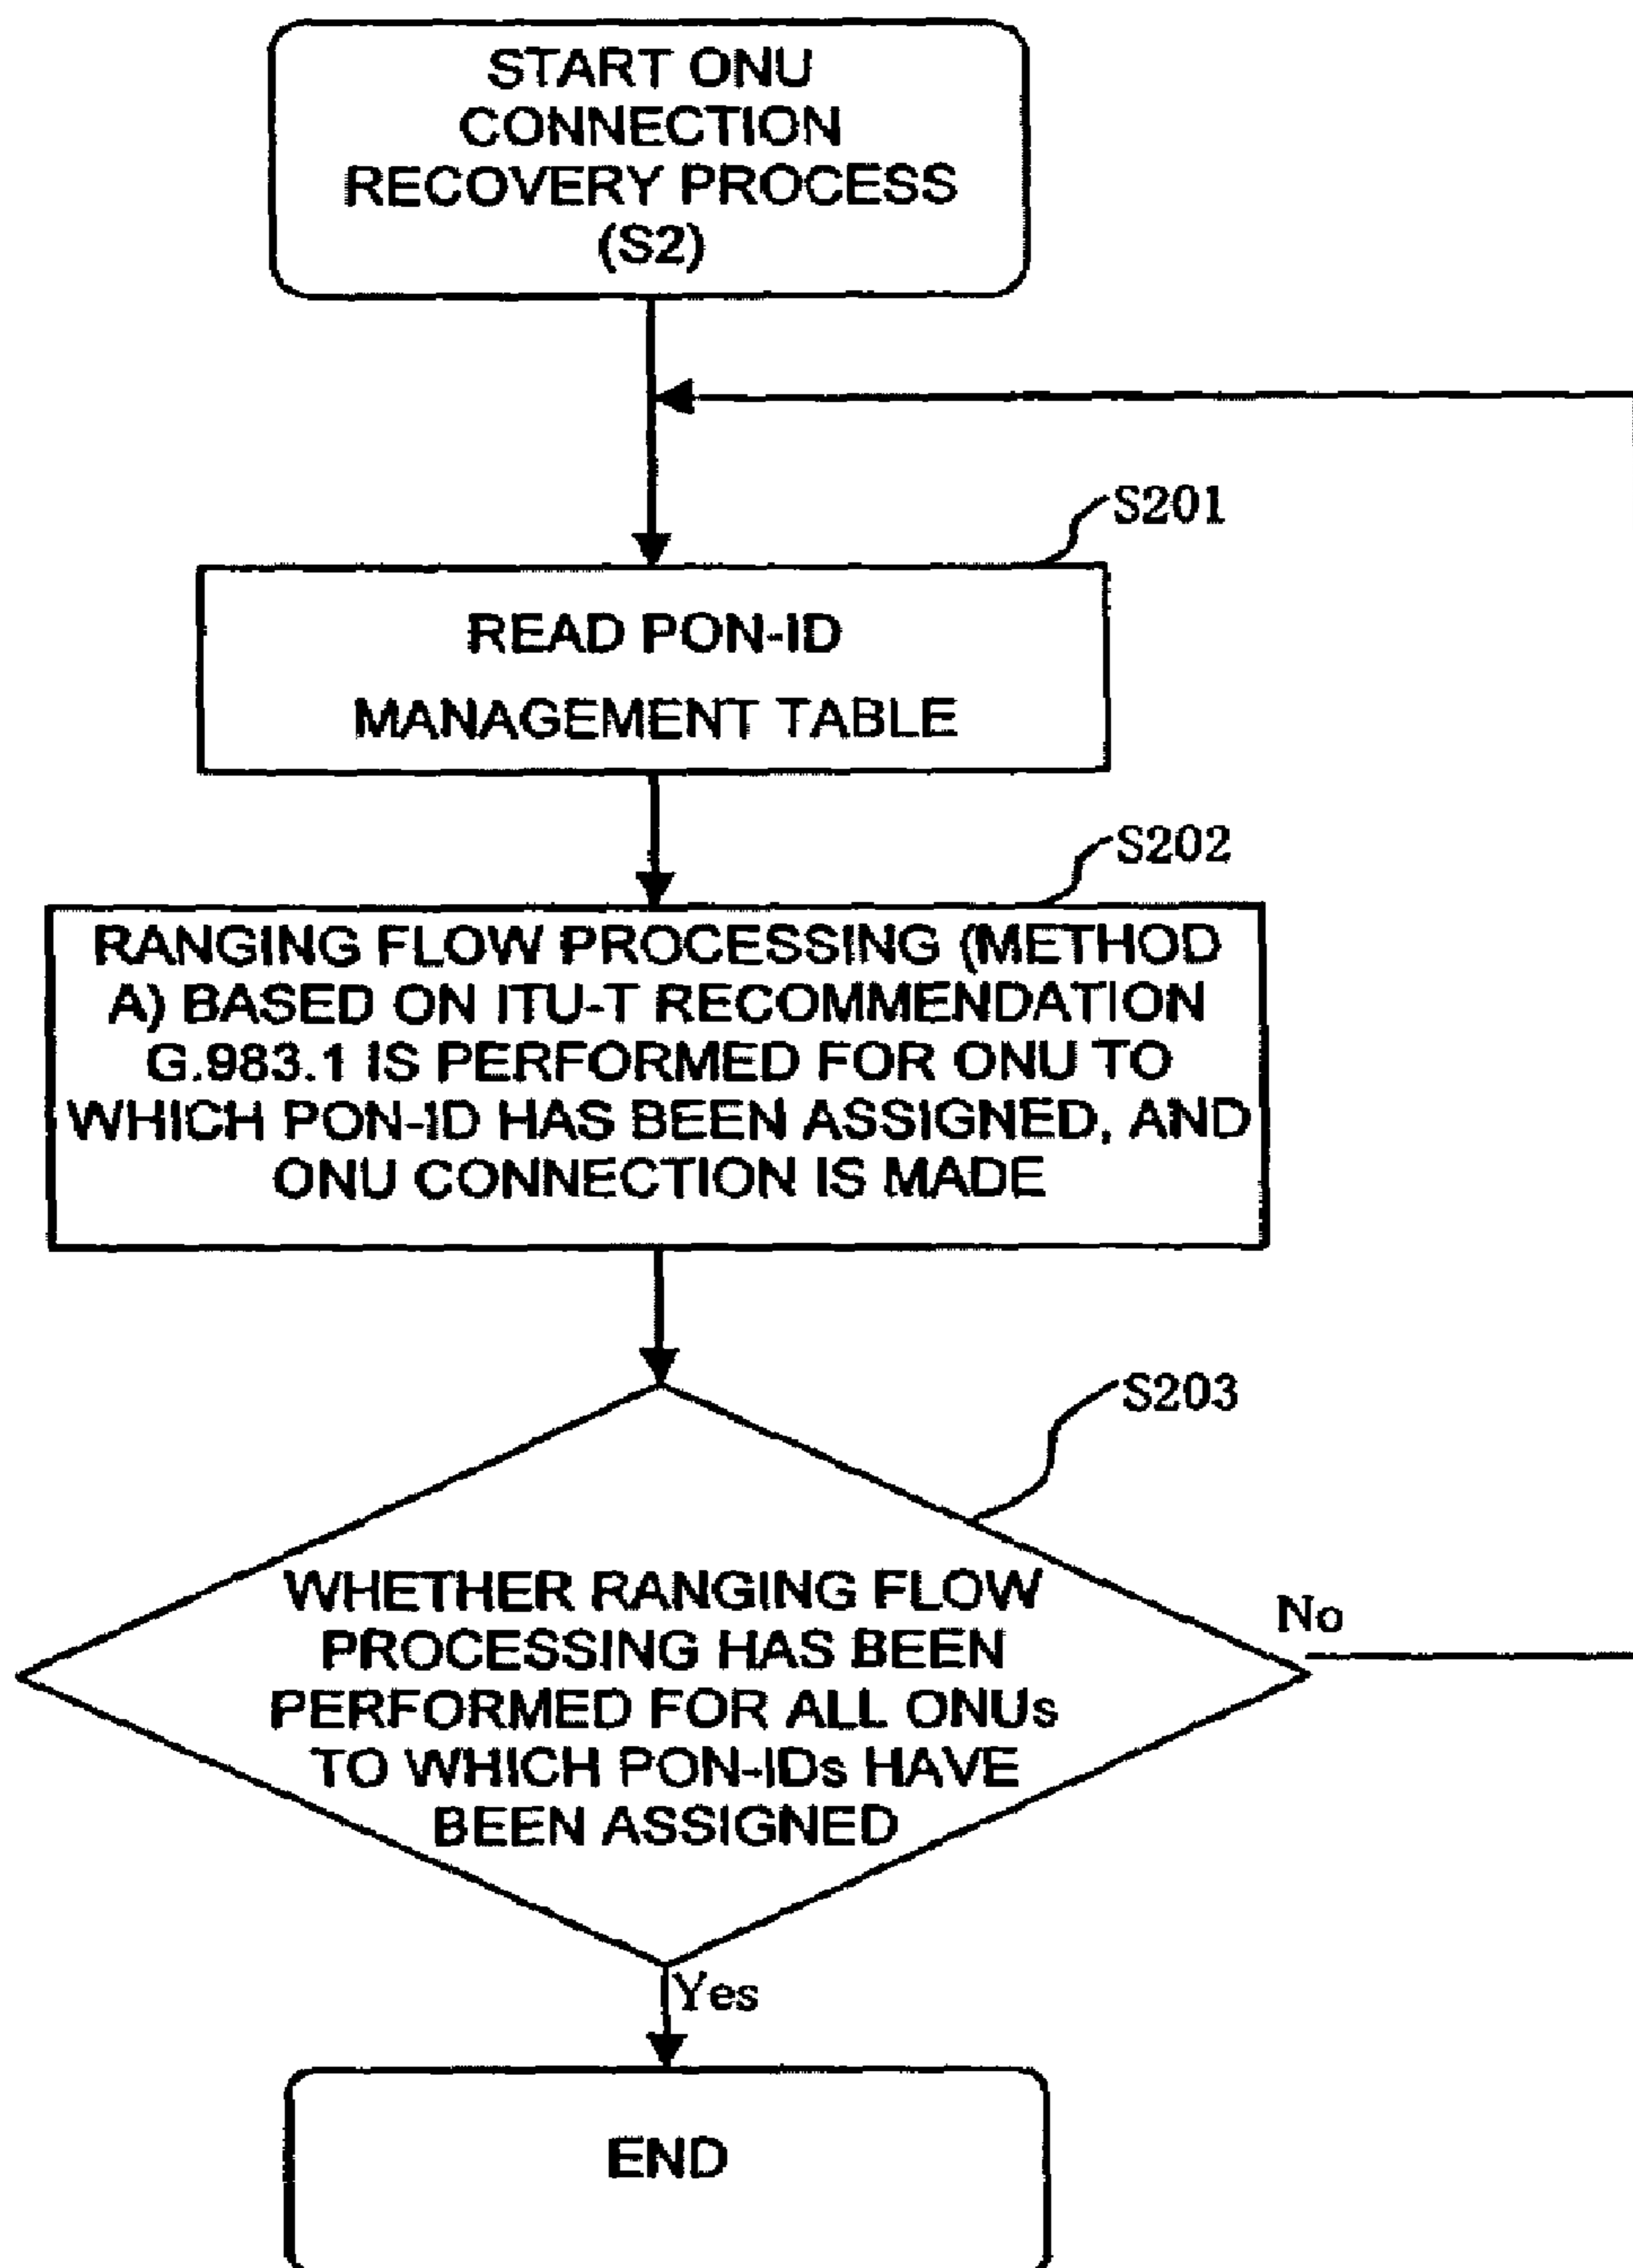 START ONU
CONNECTION
RECOVERY PROCESS
(S2)
S201
READ PON-ID
MANAGEMENT TABLE
S202
RANGING FLOW PROCESSING (METHOD
A) BASED ON ITU-T RECOMMENDATION
G.983.1 IS PERFORMED FOR ONU TO
WHICH PON-ID HAS BEEN ASSIGNED, AND
ONU CONNECTION IS MADE
S203
WHETHER RANGING FLOW
PROCESSING HAS BEEN
PERFORMED FOR ALL ONUs
TO WHICH PON-IDs HAVE
BEEN ASSIGNED
No
Yes
END